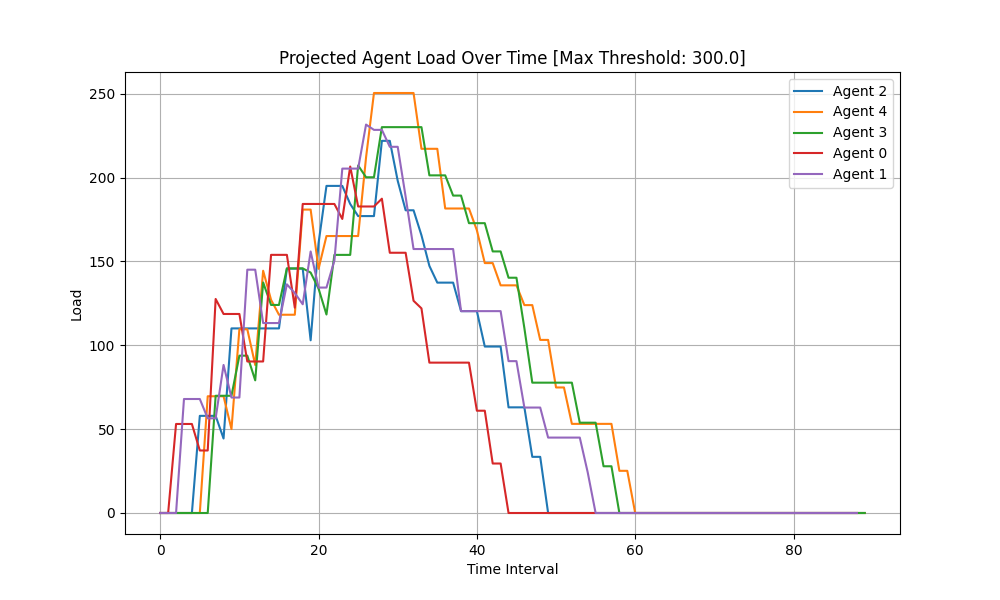 Projected Agent Load Over Time [Max Threshold: 300.0]
Load
250
200
150
100
50
0
0 20 40 60 80
Time Interval
Agent 2
Agent 4
Agent 3
Agent 0
Agent 1